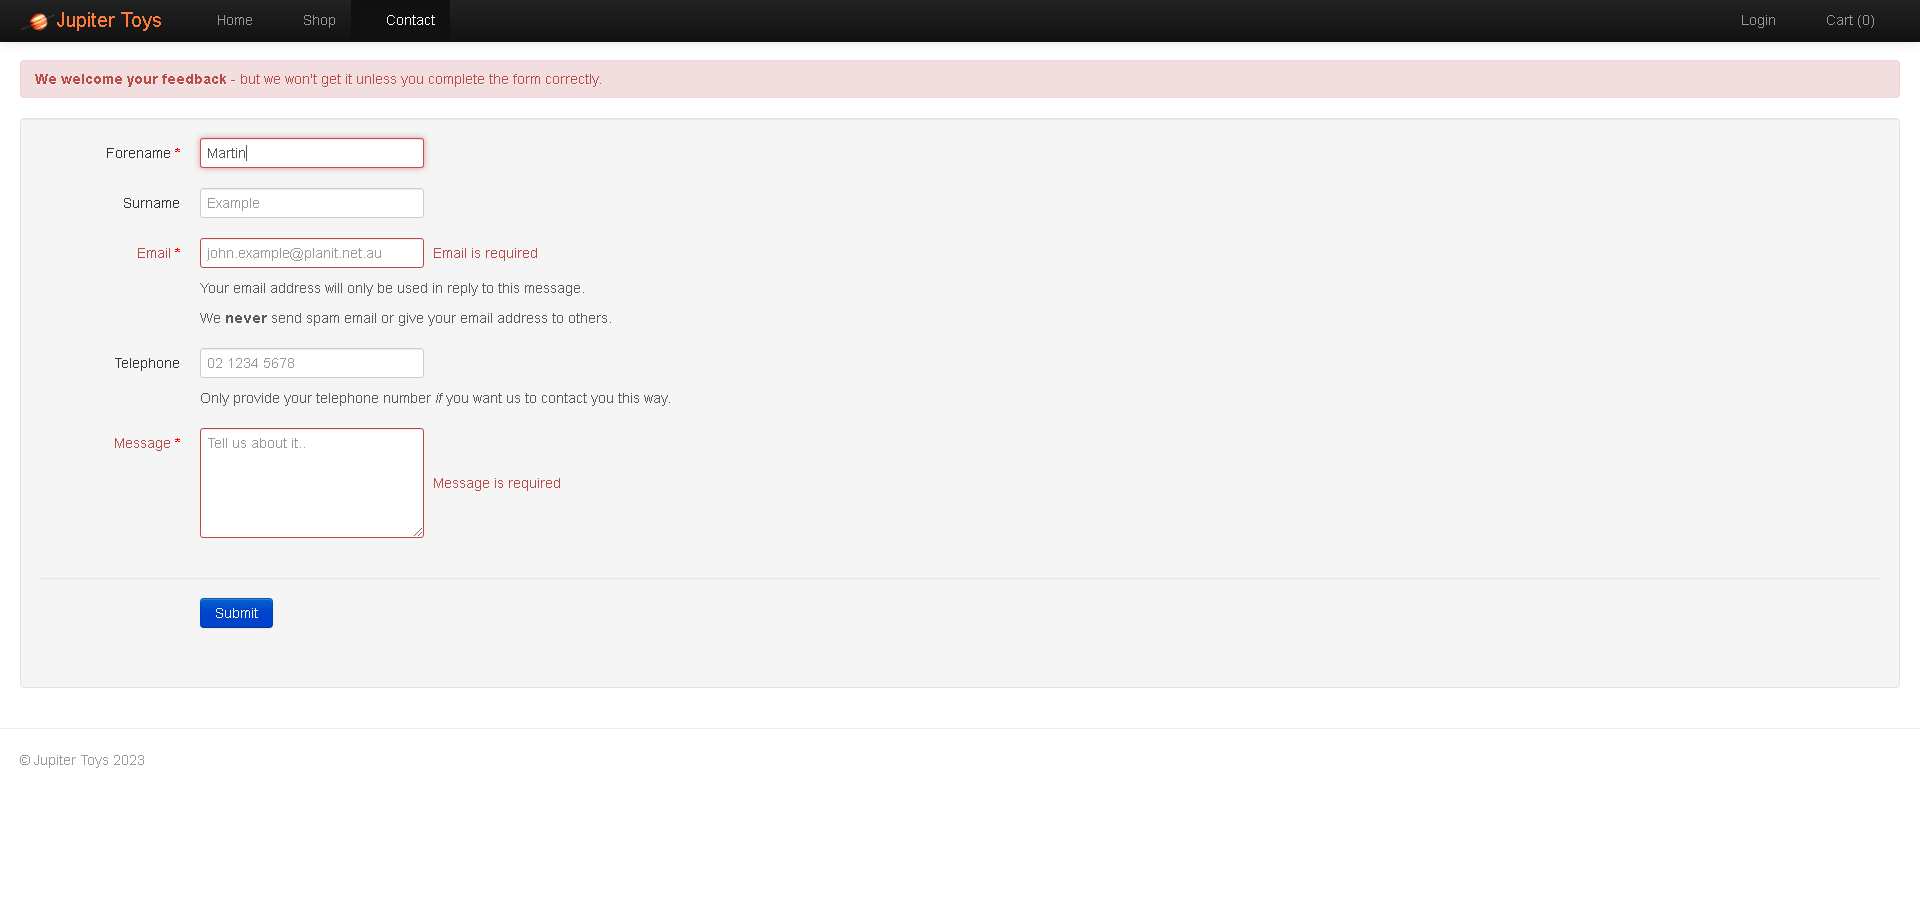 Jupiter Toys Home Shop Contact Login Cart (0)
We welcome your feedback - but we won't get it unless you complete the form correctly.
Forename * Martin
Surname Example
Email * john.example@planit.net.au Email is required
Your email address will only be used in reply to this message.
We never send spam email or give your email address to others.
Telephone 02 1234 5678
Only provide your telephone number if you want us to contact you this way.
Message * Tell us about it..
Message is required
Submit
© Jupiter Toys 2023